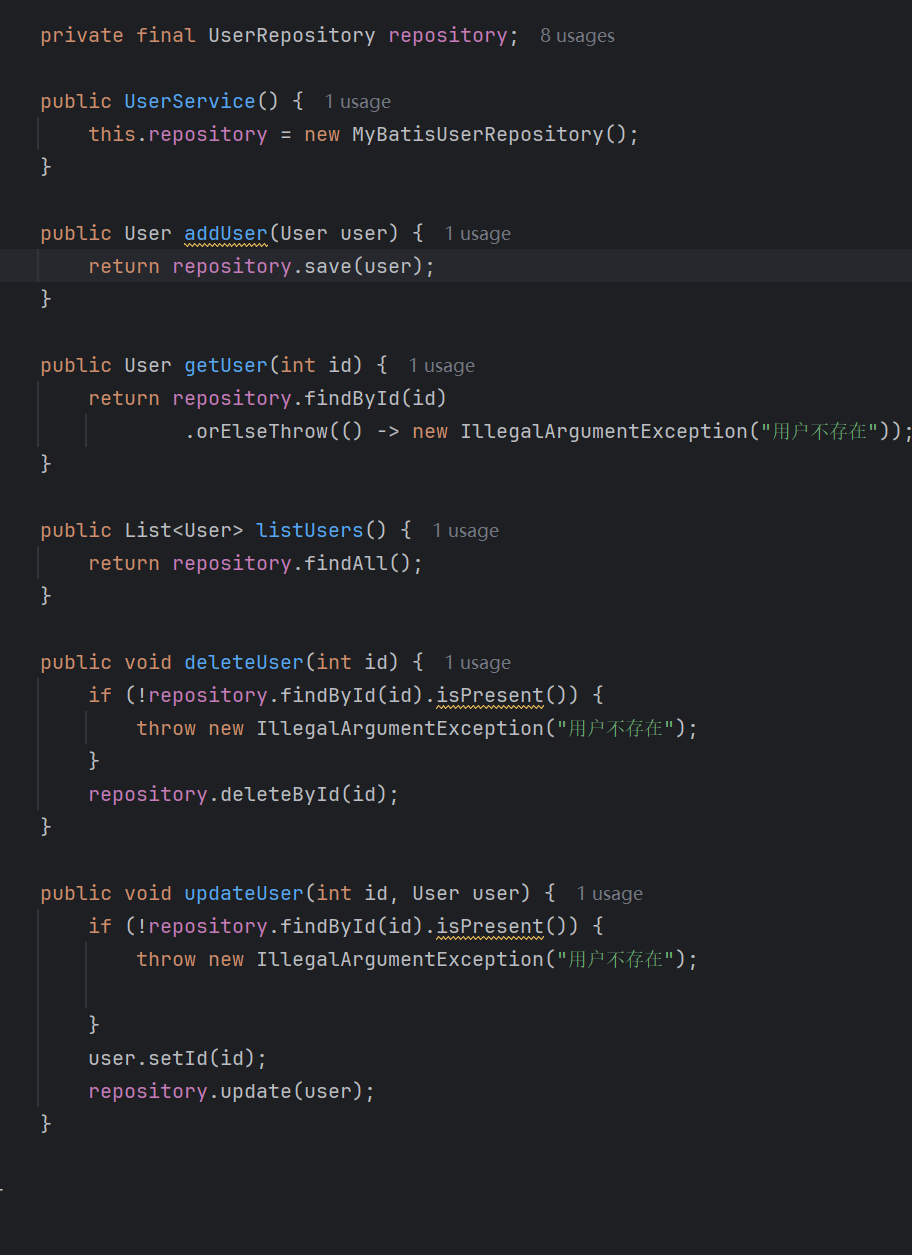 private final UserRepository repository; 8 usages
public UserService() { 1 usage
this.repository = new MyBatisUserRepository();
}
public User addUser(User user) { 1 usage
return repository.save(user);
}
public User getUser(int id) { 1 usage
return repository.findById(id)
.orElseThrow(() -> new IllegalArgumentException("用户不存在"));
}
public List<User> listUsers() { 1 usage
return repository.findAll();
}
public void deleteUser(int id) { 1 usage
if (!repository.findById(id).isPresent()) {
throw new IllegalArgumentException("用户不存在");
}
repository.deleteById(id);
}
public void updateUser(int id, User user) { 1 usage
if (!repository.findById(id).isPresent()) {
throw new IllegalArgumentException("用户不存在");
}
user.setId(id);
repository.update(user);
}